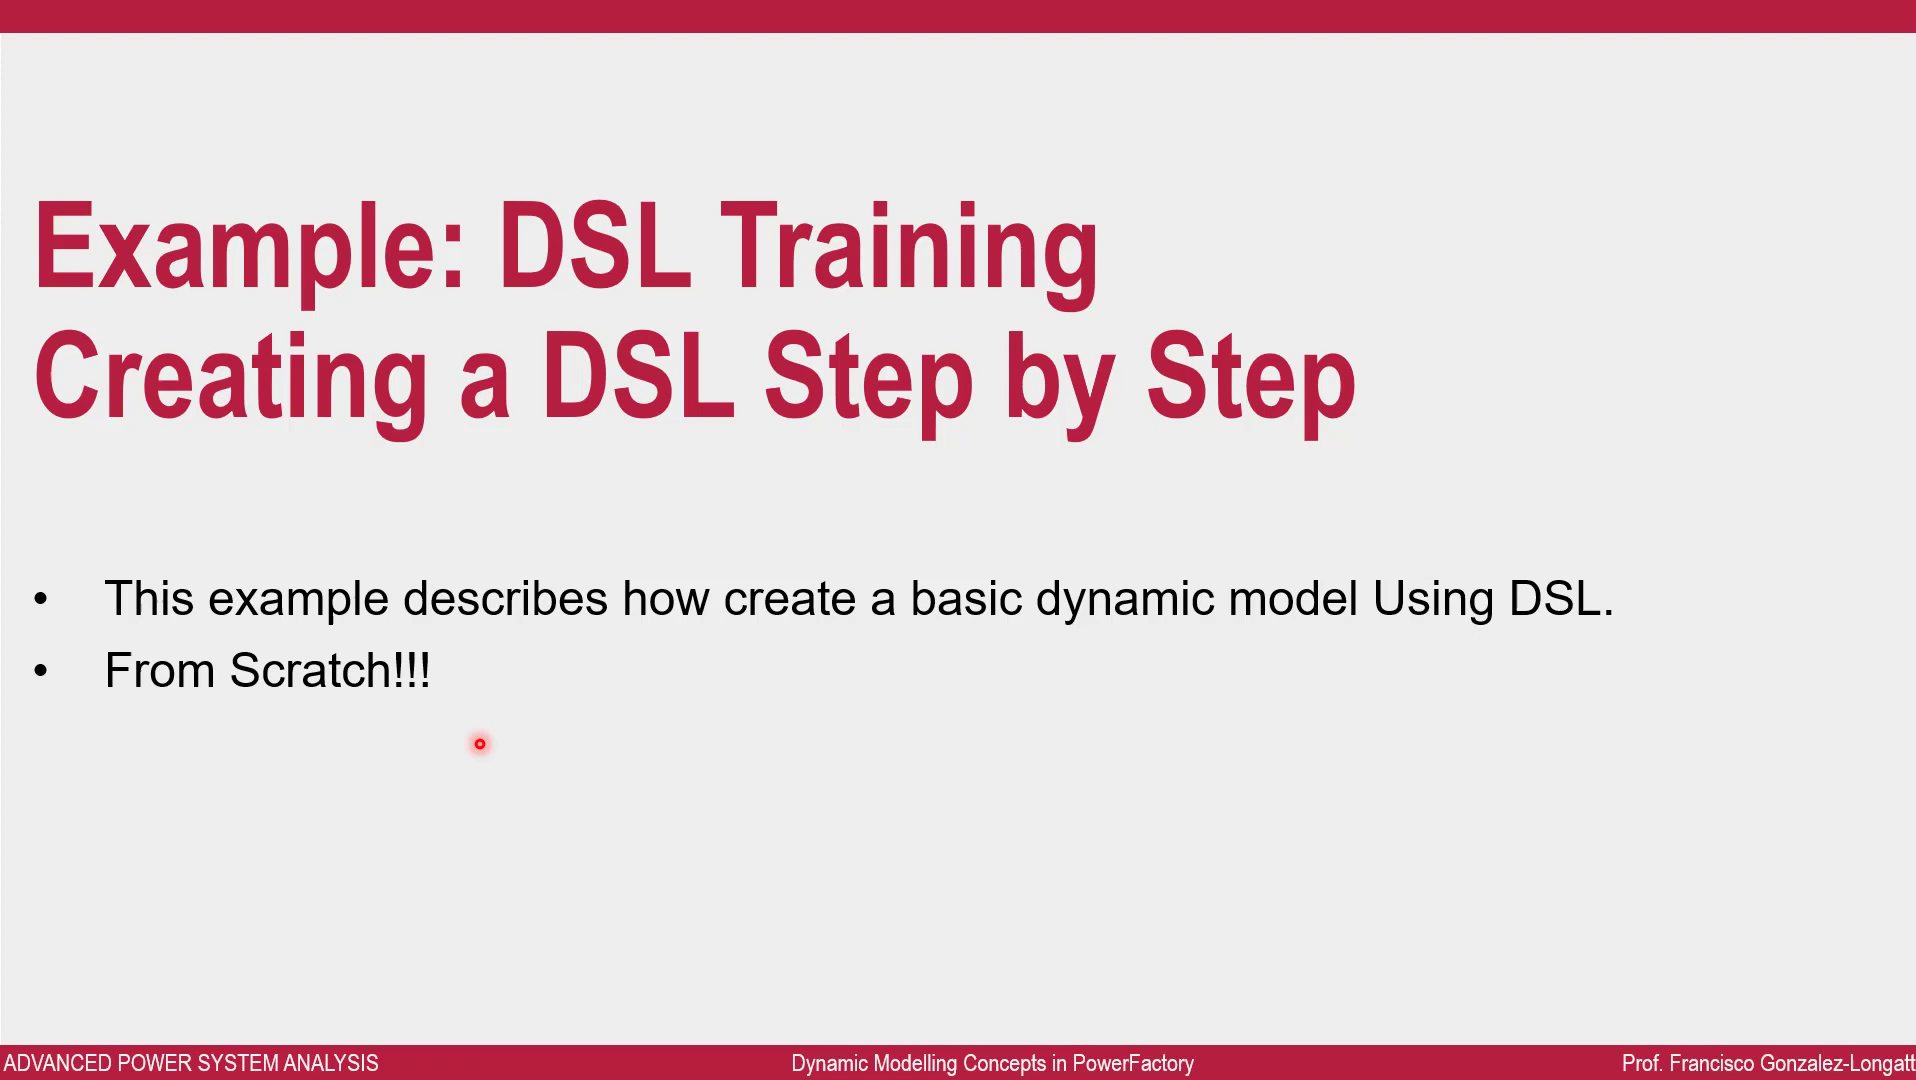 Example: DSL Training
Creating a DSL Step by Step
• This example describes how create a basic dynamic model Using DSL.
• From Scratch!!!
ADVANCED POWER SYSTEM ANALYSIS
Dynamic Modelling Concepts in PowerFactory
Prof. Francisco Gonzalez-Longatt